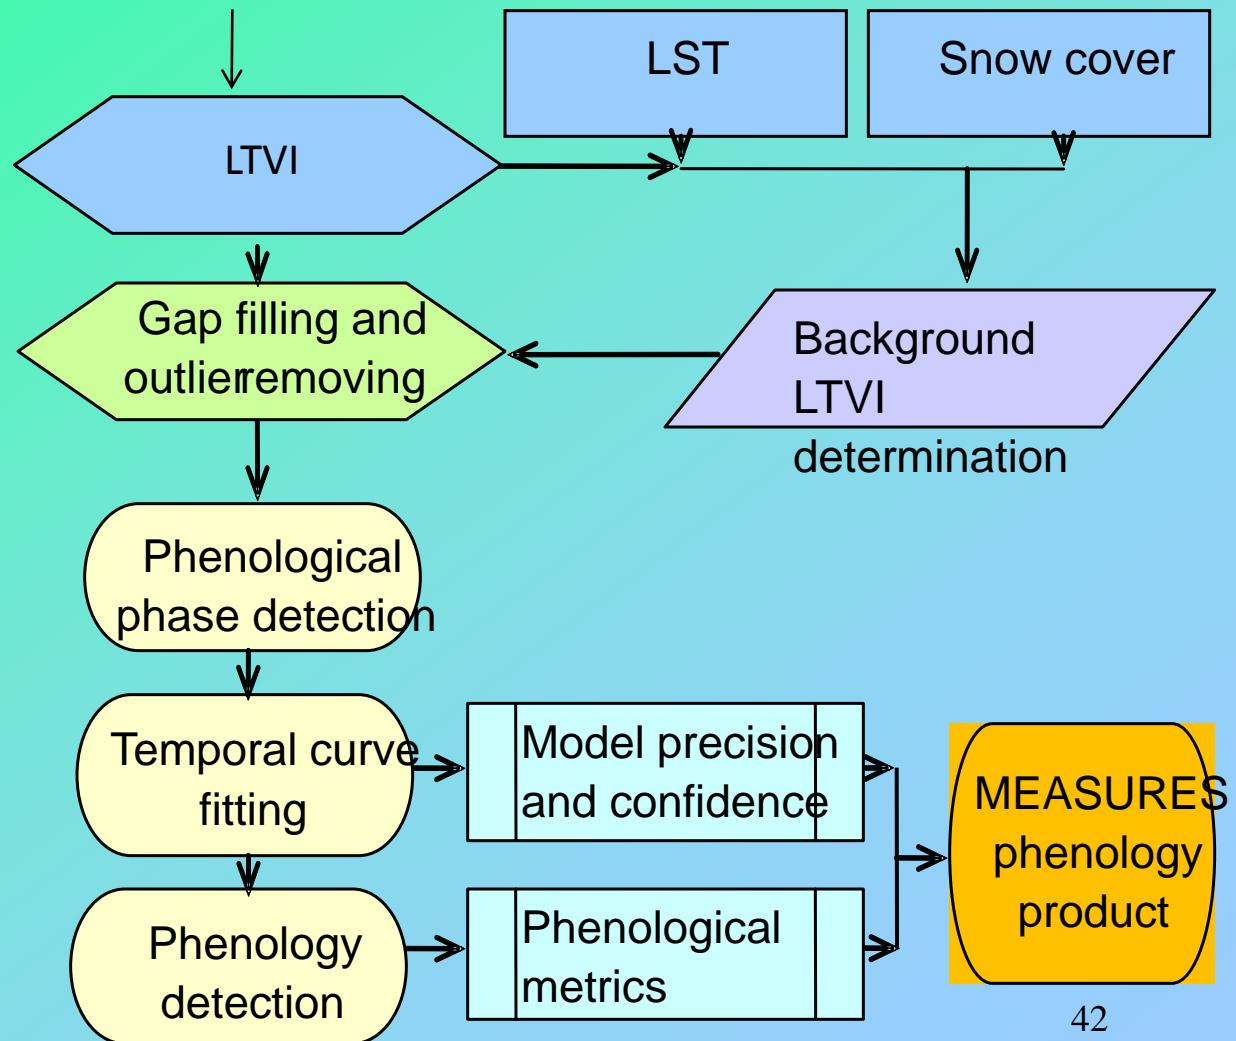 LST
Snow cover
LTVI
Gap filling and
outlierremoving
Background
LTVI
determination
Phenological
phase detection
Temporal curve
fitting
Model precision
and confidence
MEASURES
phenology
product
Phenology
detection
Phenological
metrics
42